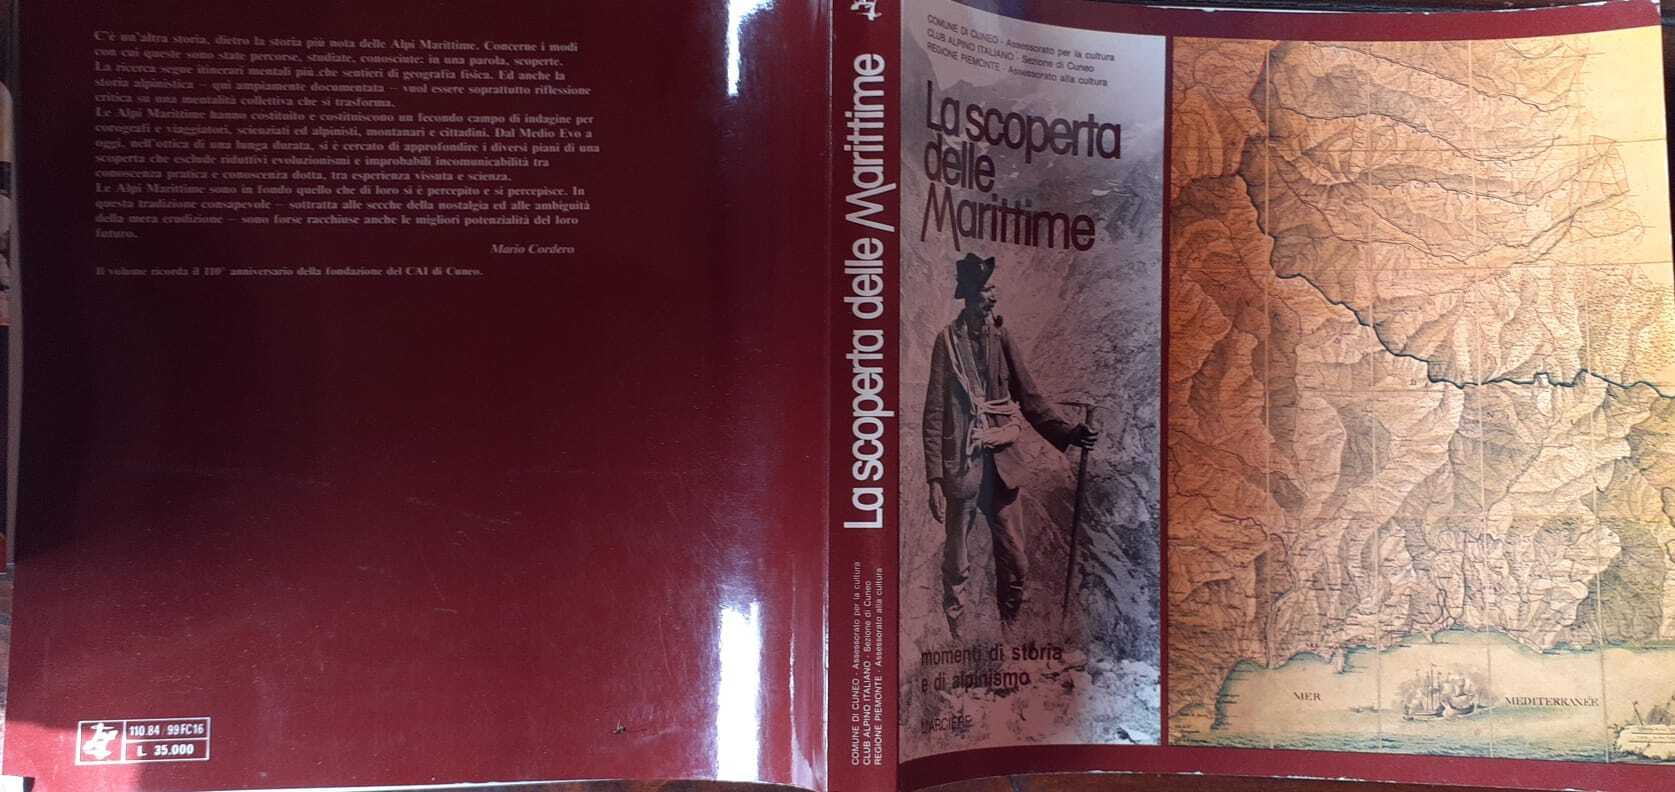 C'è un'altra storia, dietro la storia più nota delle Alpi Marittime. Concerne i modi
con cui queste sono state percorse, studiate, conosciute: in una parola, scoperte.
La ricerca segue itinerari mentali più che sentieri di geografia fisica. Ed anche la
storia alpinistica — qui ampiamente documentata — vuol essere soprattutto riflessione
critica su una mentalità collettiva che si trasforma.
Le Alpi Marittime hanno costituito e costituiscono un fecondo campo di indagine per
corografi e viaggiatori, scienziati ed alpinisti, montanari e cittadini. Dal Medio Evo a
oggi, nell'ottica di una lunga durata, si è cercato di approfondire i diversi piani di una
scoperta che esclude riduttivi evoluzionismi e improbabili incomunicabilità tra
conoscenza pratica e conoscenza dotta, tra esperienza vissuta e scienza.
Le Alpi Marittime sono in fondo quello che di loro si è percepito e si percepisce. In
questa tradizione consapevole — sottratta alle secche della nostalgia ed alle ambiguità
della mera erudizione — sono forse racchiuse anche le migliori potenzialità del loro
futuro.
Mario Cordero
Il volume ricorda il 110° anniversario della fondazione del CAI di Cuneo.
110.84 / 99FC16
L. 35.000
La scoperta delle Marittime
COMUNE DI CUNEO - Assessorato per la cultura
CLUB ALPINO ITALIANO - Sezione di Cuneo
REGIONE PIEMONTE - Assessorato alla cultura
COMUNE DI CUNEO - Assessorato per la cultura
CLUB ALPINO ITALIANO - Sezione di Cuneo
REGIONE PIEMONTE - Assessorato alla cultura
La scoperta
delle
Marittime
momenti di storia
e di alpinismo
L'ARCIERE
MER MEDITERRANÉE